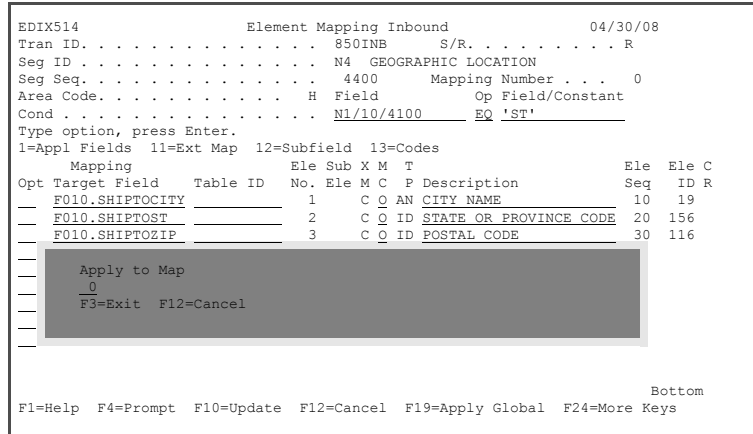 EDIX514 Element Mapping Inbound 04/30/08
Tran ID. . . . . . . . . . . . . . . 850INB S/R. . . . . . . . . R
Seg ID . . . . . . . . . . . . . . . N4 GEOGRAPHIC LOCATION
Seg Seq. . . . . . . . . . . . . . . 4400 Mapping Number . . . 0
Area Code. . . . . . . . . . . . H Field Op Field/Constant
Cond . . . . . . . . . . . . . . . . N1/10/4100 EQ 'ST'
Type option, press Enter.
1=Appl Fields 11=Ext Map 12=Subfield 13=Codes
Mapping Ele Sub X M T Ele Ele C
Opt Target Field Table ID No. Ele M C P Description Seq ID R
F010.SHIPTOCITY 1 C O AN CITY NAME 10 19
F010.SHIPTOST 2 C O ID STATE OR PROVINCE CODE 20 156
F010.SHIPTOZIP 3 C O ID POSTAL CODE 30 116
Apply to Map
0
F3=Exit F12=Cancel
Bottom
F1=Help F4=Prompt F10=Update F12=Cancel F19=Apply Global F24=More Keys